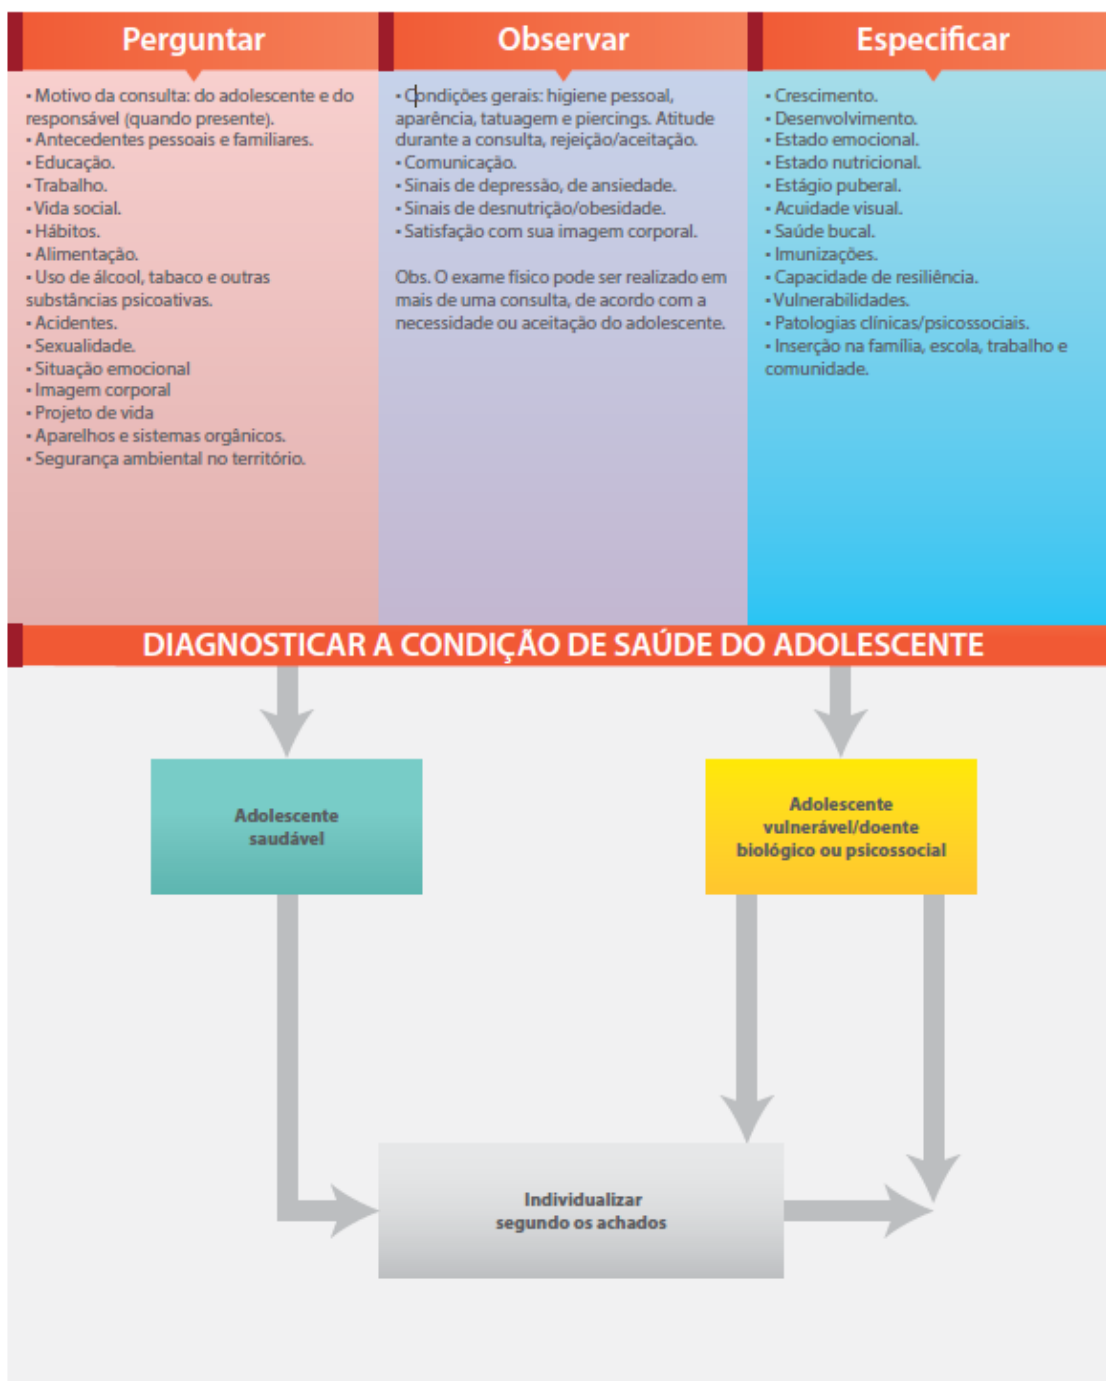 Perguntar
• Motivo da consulta: do adolescente e do
responsável (quando presente).
• Antecedentes pessoais e familiares.
• Educação.
• Trabalho.
• Vida social.
• Hábitos.
• Alimentação.
• Uso de álcool, tabaco e outras
substâncias psicoativas.
• Acidentes.
• Sexualidade.
• Situação emocional
• Imagem corporal
• Projeto de vida
• Aparelhos e sistemas orgânicos.
• Segurança ambiental no território.
Observar
• Condições gerais: higiene pessoal,
aparência, tatuagem e piercings. Atitude
durante a consulta, rejeição/aceitação.
• Comunicação.
• Sinais de depressão, de ansiedade.
• Sinais de desnutrição/obesidade.
• Satisfação com sua imagem corporal.
Obs. O exame físico pode ser realizado em
mais de uma consulta, de acordo com a
necessidade ou aceitação do adolescente.
Especificar
• Crescimento.
• Desenvolvimento.
• Estado emocional.
• Estado nutricional.
• Estágio puberal.
• Acuidade visual.
• Saúde bucal.
• Imunizações.
• Capacidade de resiliência.
• Vulnerabilidades.
• Patologias clínicas/psicossociais.
• Inserção na família, escola, trabalho e
comunidade.
DIAGNOSTICAR A CONDIÇÃO DE SAÚDE DO ADOLESCENTE
Adolescente
saudável
Adolescente
vulnerável/doente
biológico ou psicossocial
Individualizar
segundo os achados